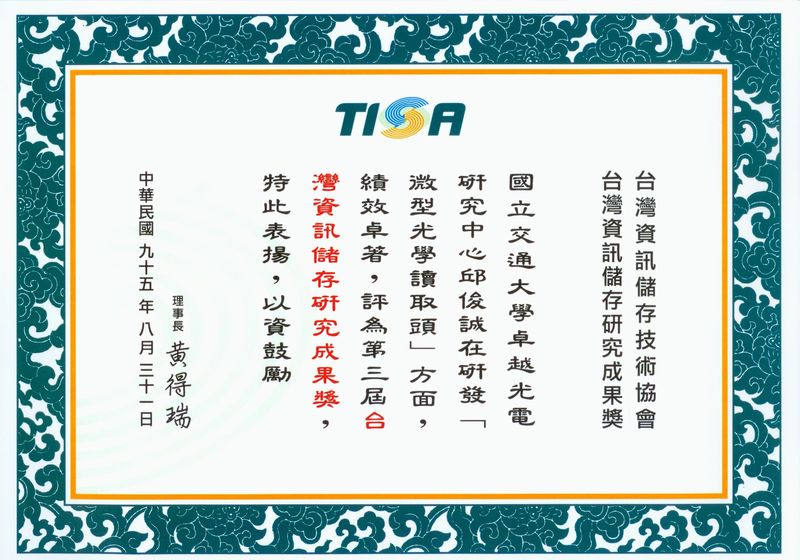 TISA
台灣資訊儲存技術協會
台灣資訊儲存研究成果獎
國立交通大學卓越光電
研究中心邱俊誠在研發「
微型光學讀取頭」方面，
績效卓著，評為第三屆台
灣資訊儲存研究成果獎，
特此表揚，以資鼓勵
理事長 黃得瑞
中華民國 九十五 年 八月 三十一日